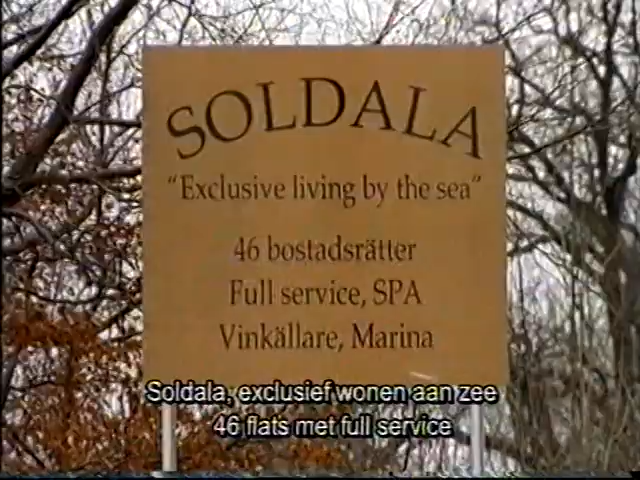 SOLDALA
"Exclusive living by the sea"
46 bostadsrätter
Full service, SPA
Vinkällare, Marina
Soldala, exclusief wonen aan zee
46 flats met full service